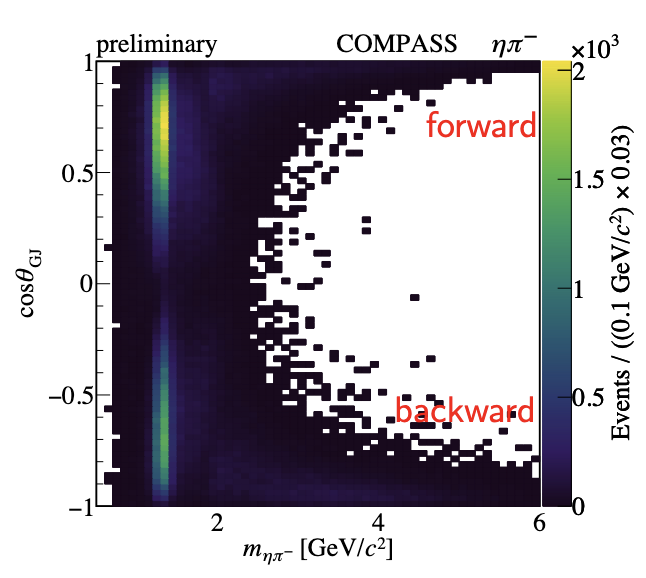 preliminary COMPASS ηπ⁻
×10³
forward
backward
cosθ_GJ
1
0.5
0
−0.5
−1
2
4
6
m_ηπ⁻ [GeV/c²]
2
1.5
1
0.5
0
Events / ((0.1 GeV/c²) × 0.03)